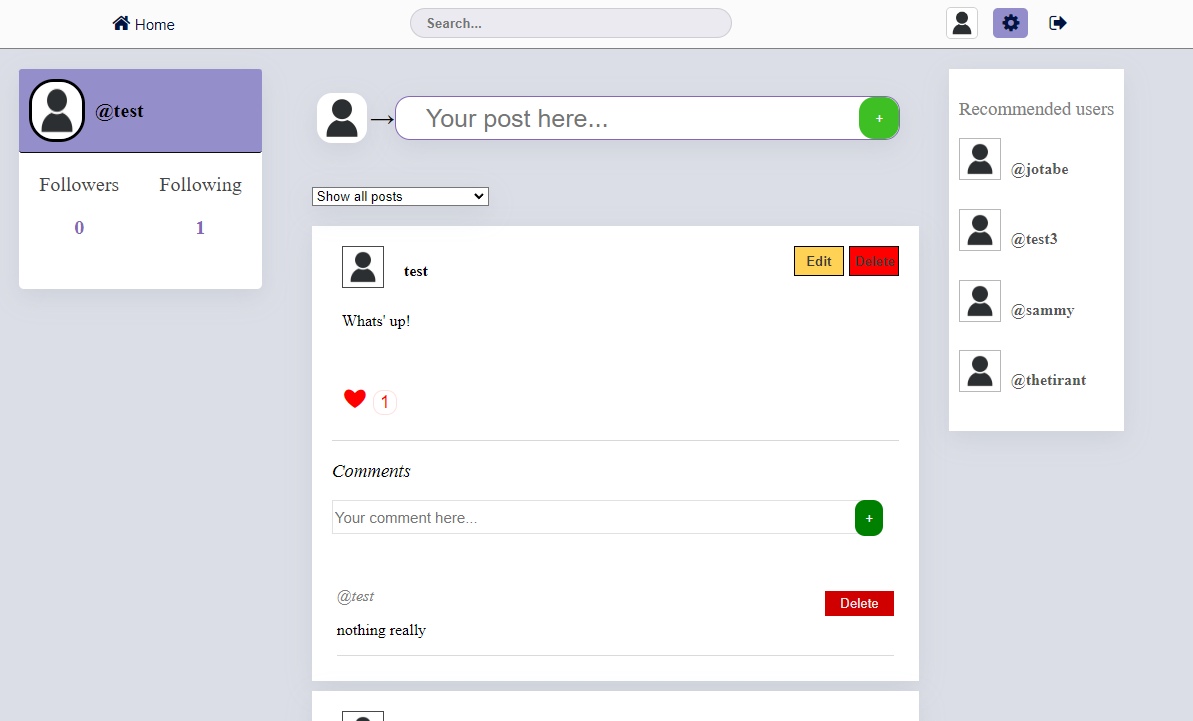 Home
Search...
@test
Followers Following
0 1
Your post here...
+
Show all posts
test
Edit
Delete
Whats' up!
1
Comments
Your comment here...
+
@test
Delete
nothing really
Recommended users
@jotabe
@test3
@sammy
@thetirant